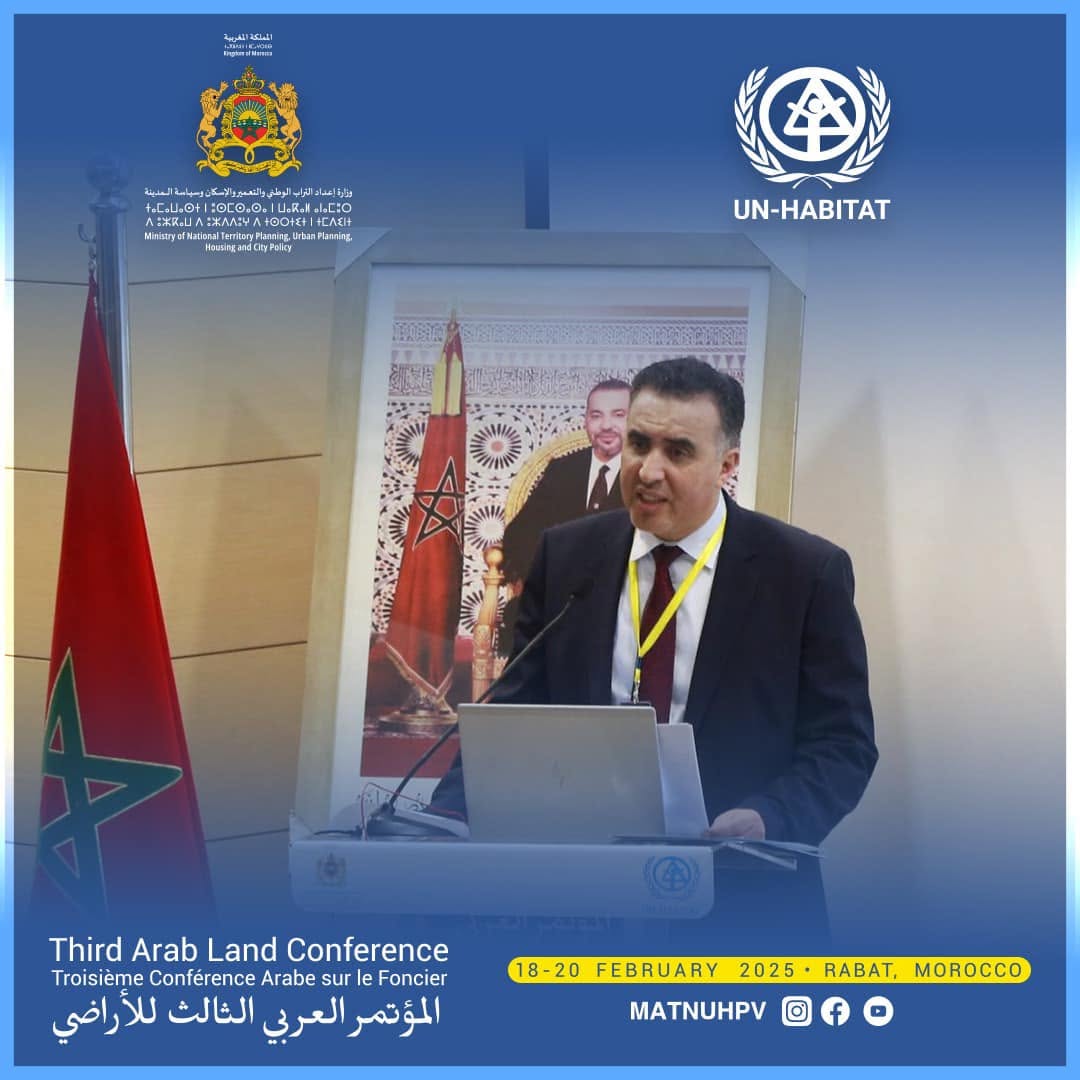 المملكة المغربية
ⵜⴰⴳⵍⴷⵉⵜ ⵏ ⵍⵎⵖⵔⵉⴱ
Kingdom of Morocco
وزارة إعداد التراب الوطني والتعمير والإسكان وسياسة المدينة
Ministry of National Territory Planning, Urban Planning,
Housing and City Policy
UN-HABITAT
Third Arab Land Conference
Troisième Conférence Arabe sur le Foncier
المؤتمر العربي الثالث للأراضي
18-20 FEBRUARY 2025 • RABAT, MOROCCO
MATNUHPV